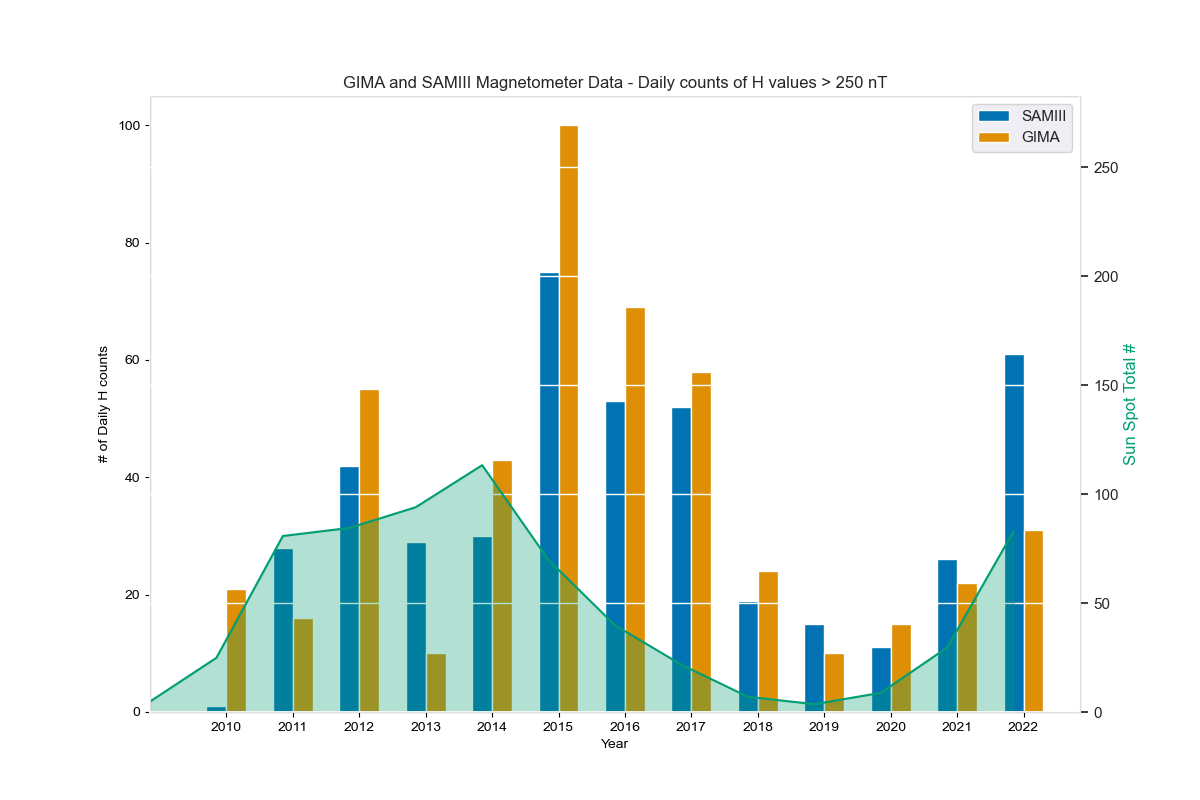 GIMA and SAMIII Magnetometer Data - Daily counts of H values > 250 nT
SAMIII
GIMA
100
80
60
40
20
0
# of Daily H counts
250
200
150
100
50
0
Sun Spot Total #
2010 2011 2012 2013 2014 2015 2016 2017 2018 2019 2020 2021 2022
Year